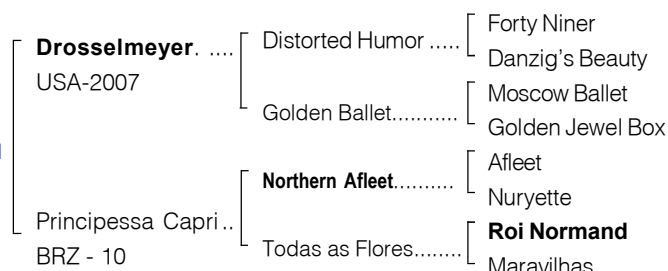 Forty Niner
Distorted Humor .....
Drosselmeyer. ....
Danzig's Beauty
USA-2007
Moscow Ballet
Golden Ballet...........
Golden Jewel Box
Afleet
Northern Afleet..........
Nuryette
Principessa Capri ..
Roi Normand
Todas as Flores........
BRZ - 10
Maravilhas